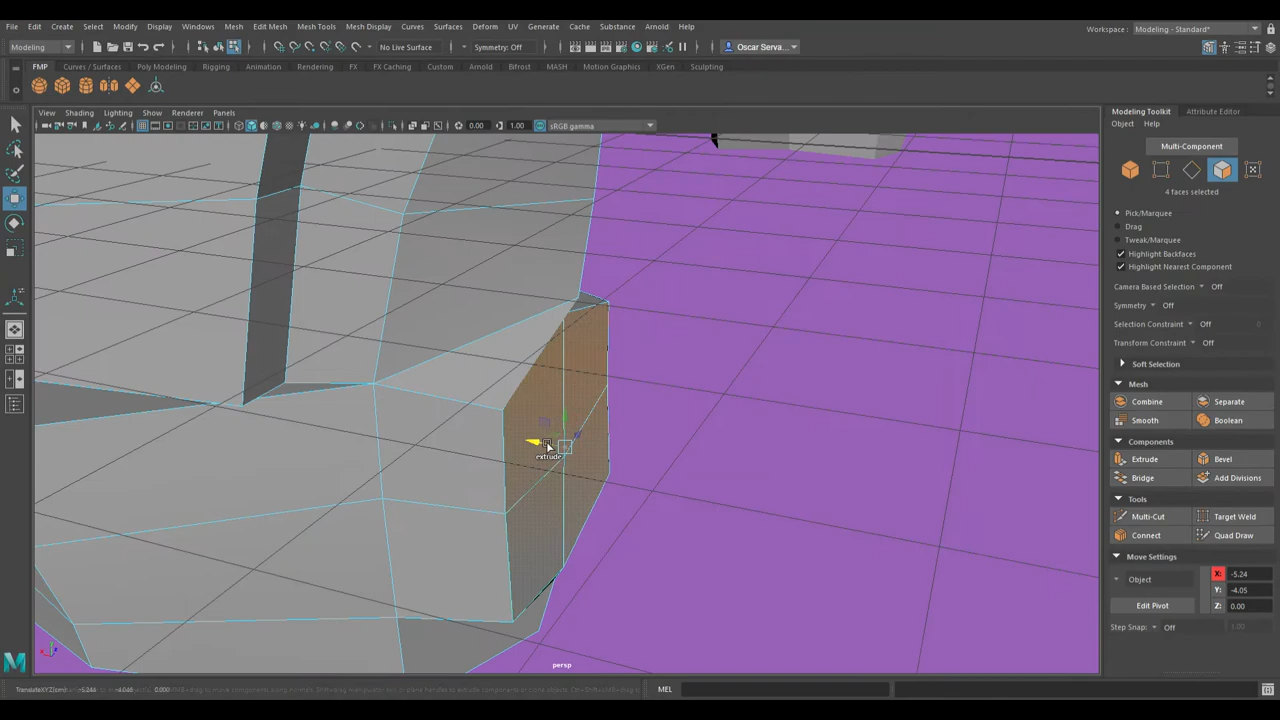 File Edit Create Select Modify Display Windows Mesh Edit Mesh Mesh Tools Mesh Display Curves Surfaces Deform UV Generate Cache Substance Arnold Help
Workspace: Modeling - Standard*
Modeling No Live Surface Symmetry: Off Oscar Serva...
FMP Curves / Surfaces Poly Modeling Rigging Animation Rendering FX FX Caching Custom Arnold Bifrost MASH Motion Graphics XGen Sculpting
View Shading Lighting Show Renderer Panels
0.00 1.00 sRGB gamma
extrude
persp
Modeling Toolkit Attribute Editor
Object Help
Multi-Component
4 faces selected
Pick/Marquee
Drag
Tweak/Marquee
Highlight Backfaces
Highlight Nearest Component
Camera Based Selection Off
Symmetry Off
Selection Constraint Off 0
Transform Constraint Off
Soft Selection
Mesh
Combine Separate
Smooth Boolean
Components
Extrude Bevel
Bridge Add Divisions
Tools
Multi-Cut Target Weld
Connect Quad Draw
Move Settings
Object X: -5.24
Y: -4.05
Edit Pivot Z: 0.00
Step Snap: Off 1.00
MEL